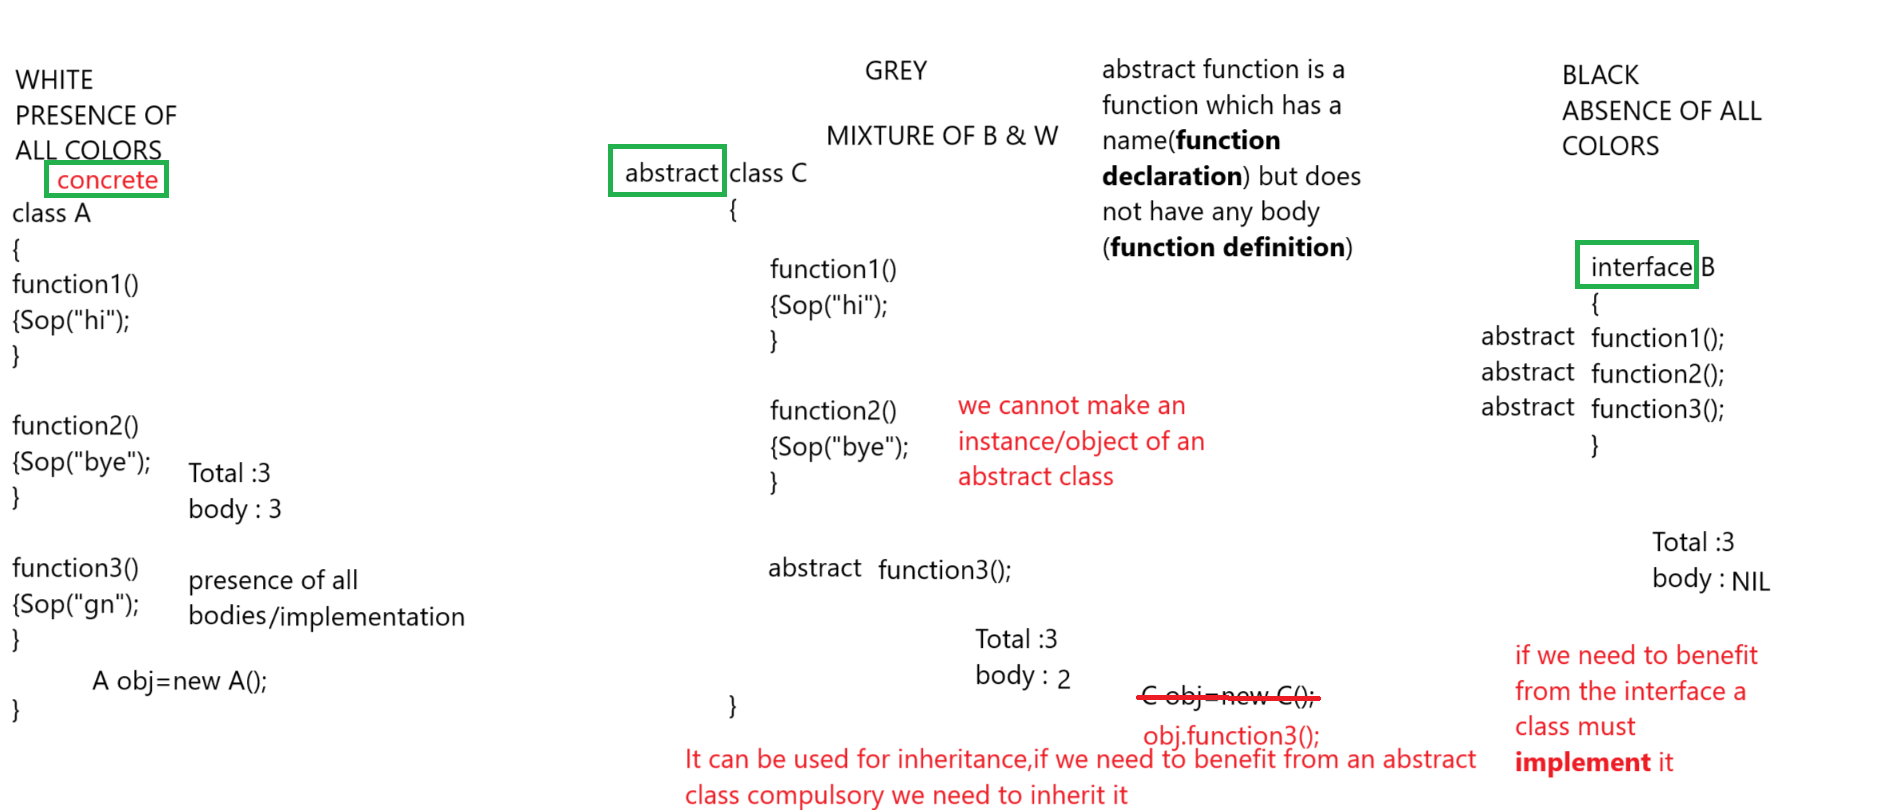 WHITE
PRESENCE OF
ALL COLORS
concrete
class A
{
function1()
{Sop("hi");
}
function2()
{Sop("bye");
}
Total :3
body : 3
function3()
{Sop("gn");
}
presence of all
bodies/implementation
A obj=new A();
}
GREY
MIXTURE OF B & W
abstract class C
{
function1()
{Sop("hi");
}
function2()
{Sop("bye");
}
we cannot make an
instance/object of an
abstract class
abstract function3();
Total :3
body : 2
}
C obj=new C();
obj.function3();
It can be used for inheritance,if we need to benefit from an abstract
class compulsory we need to inherit it
abstract function is a
function which has a
name(function
declaration) but does
not have any body
(function definition)
BLACK
ABSENCE OF ALL
COLORS
interface B
{
abstract function1();
abstract function2();
abstract function3();
}
Total :3
body : NIL
if we need to benefit
from the interface a
class must
implement it